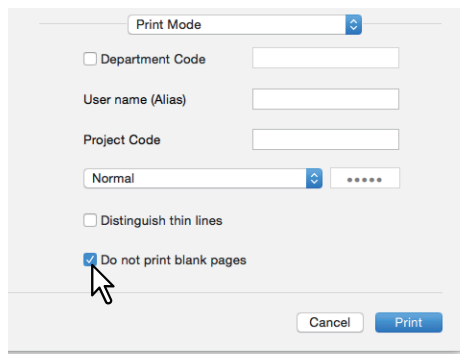 Print Mode
Department Code
User name (Alias)
Project Code
Normal •••••
Distinguish thin lines
Do not print blank pages
Cancel Print